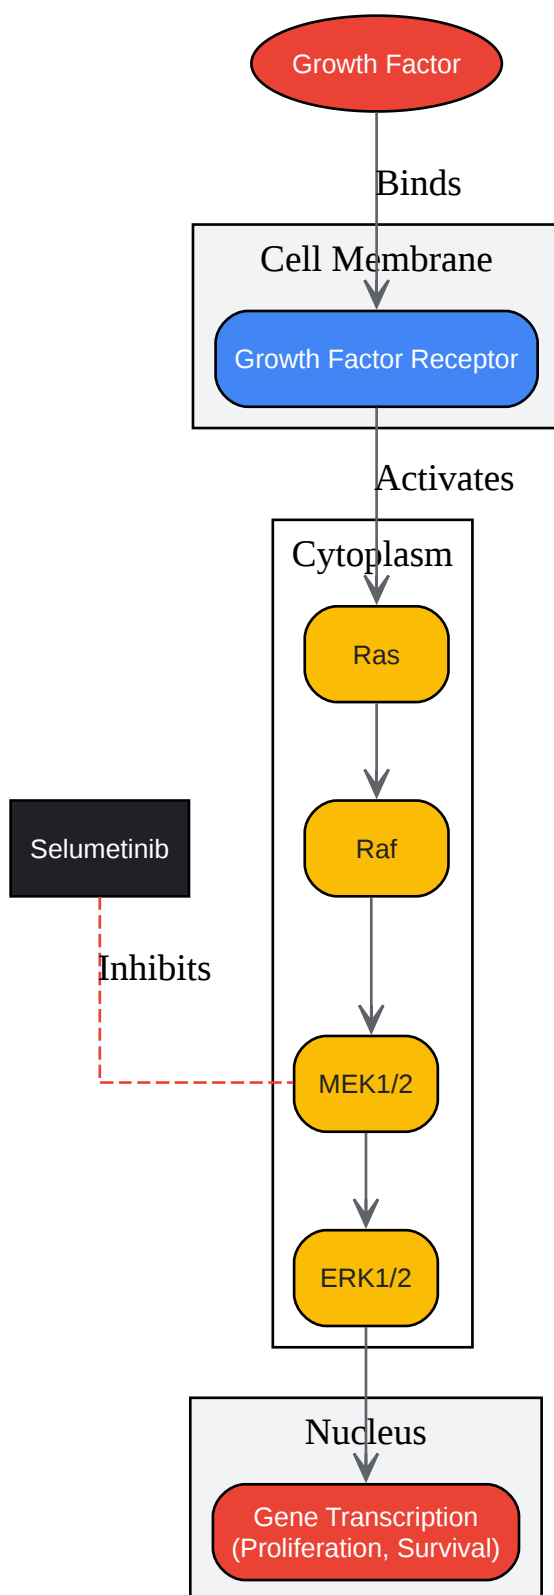 Growth Factor
Binds
Cell Membrane
Growth Factor Receptor
Activates
Cytoplasm
Ras
Selumetinib
Raf
Inhibits
MEK1/2
ERK1/2
Nucleus
Gene Transcription
(Proliferation, Survival)